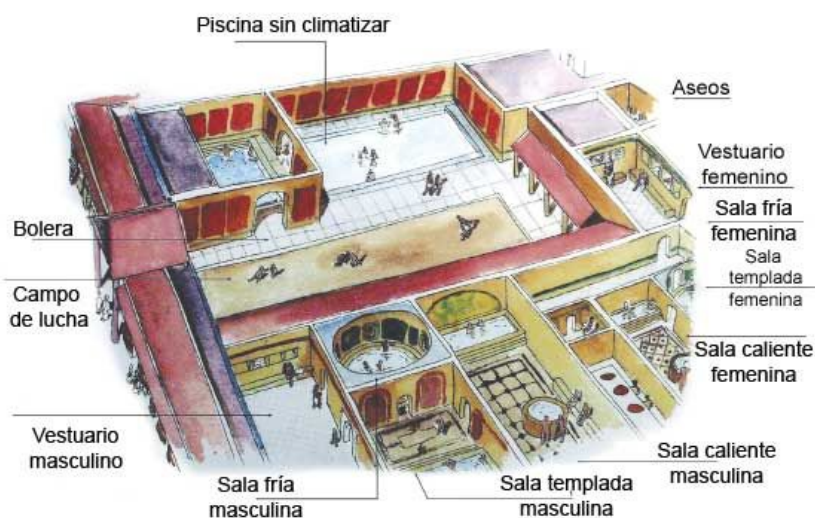 Piscina sin climatizar
Aseos
Vestuario
femenino
Sala fría
femenina
Sala
templada
femenina
Sala caliente
femenina
Bolera
Campo
de lucha
Vestuario
masculino
Sala fría
masculina
Sala templada
masculina
Sala caliente
masculina